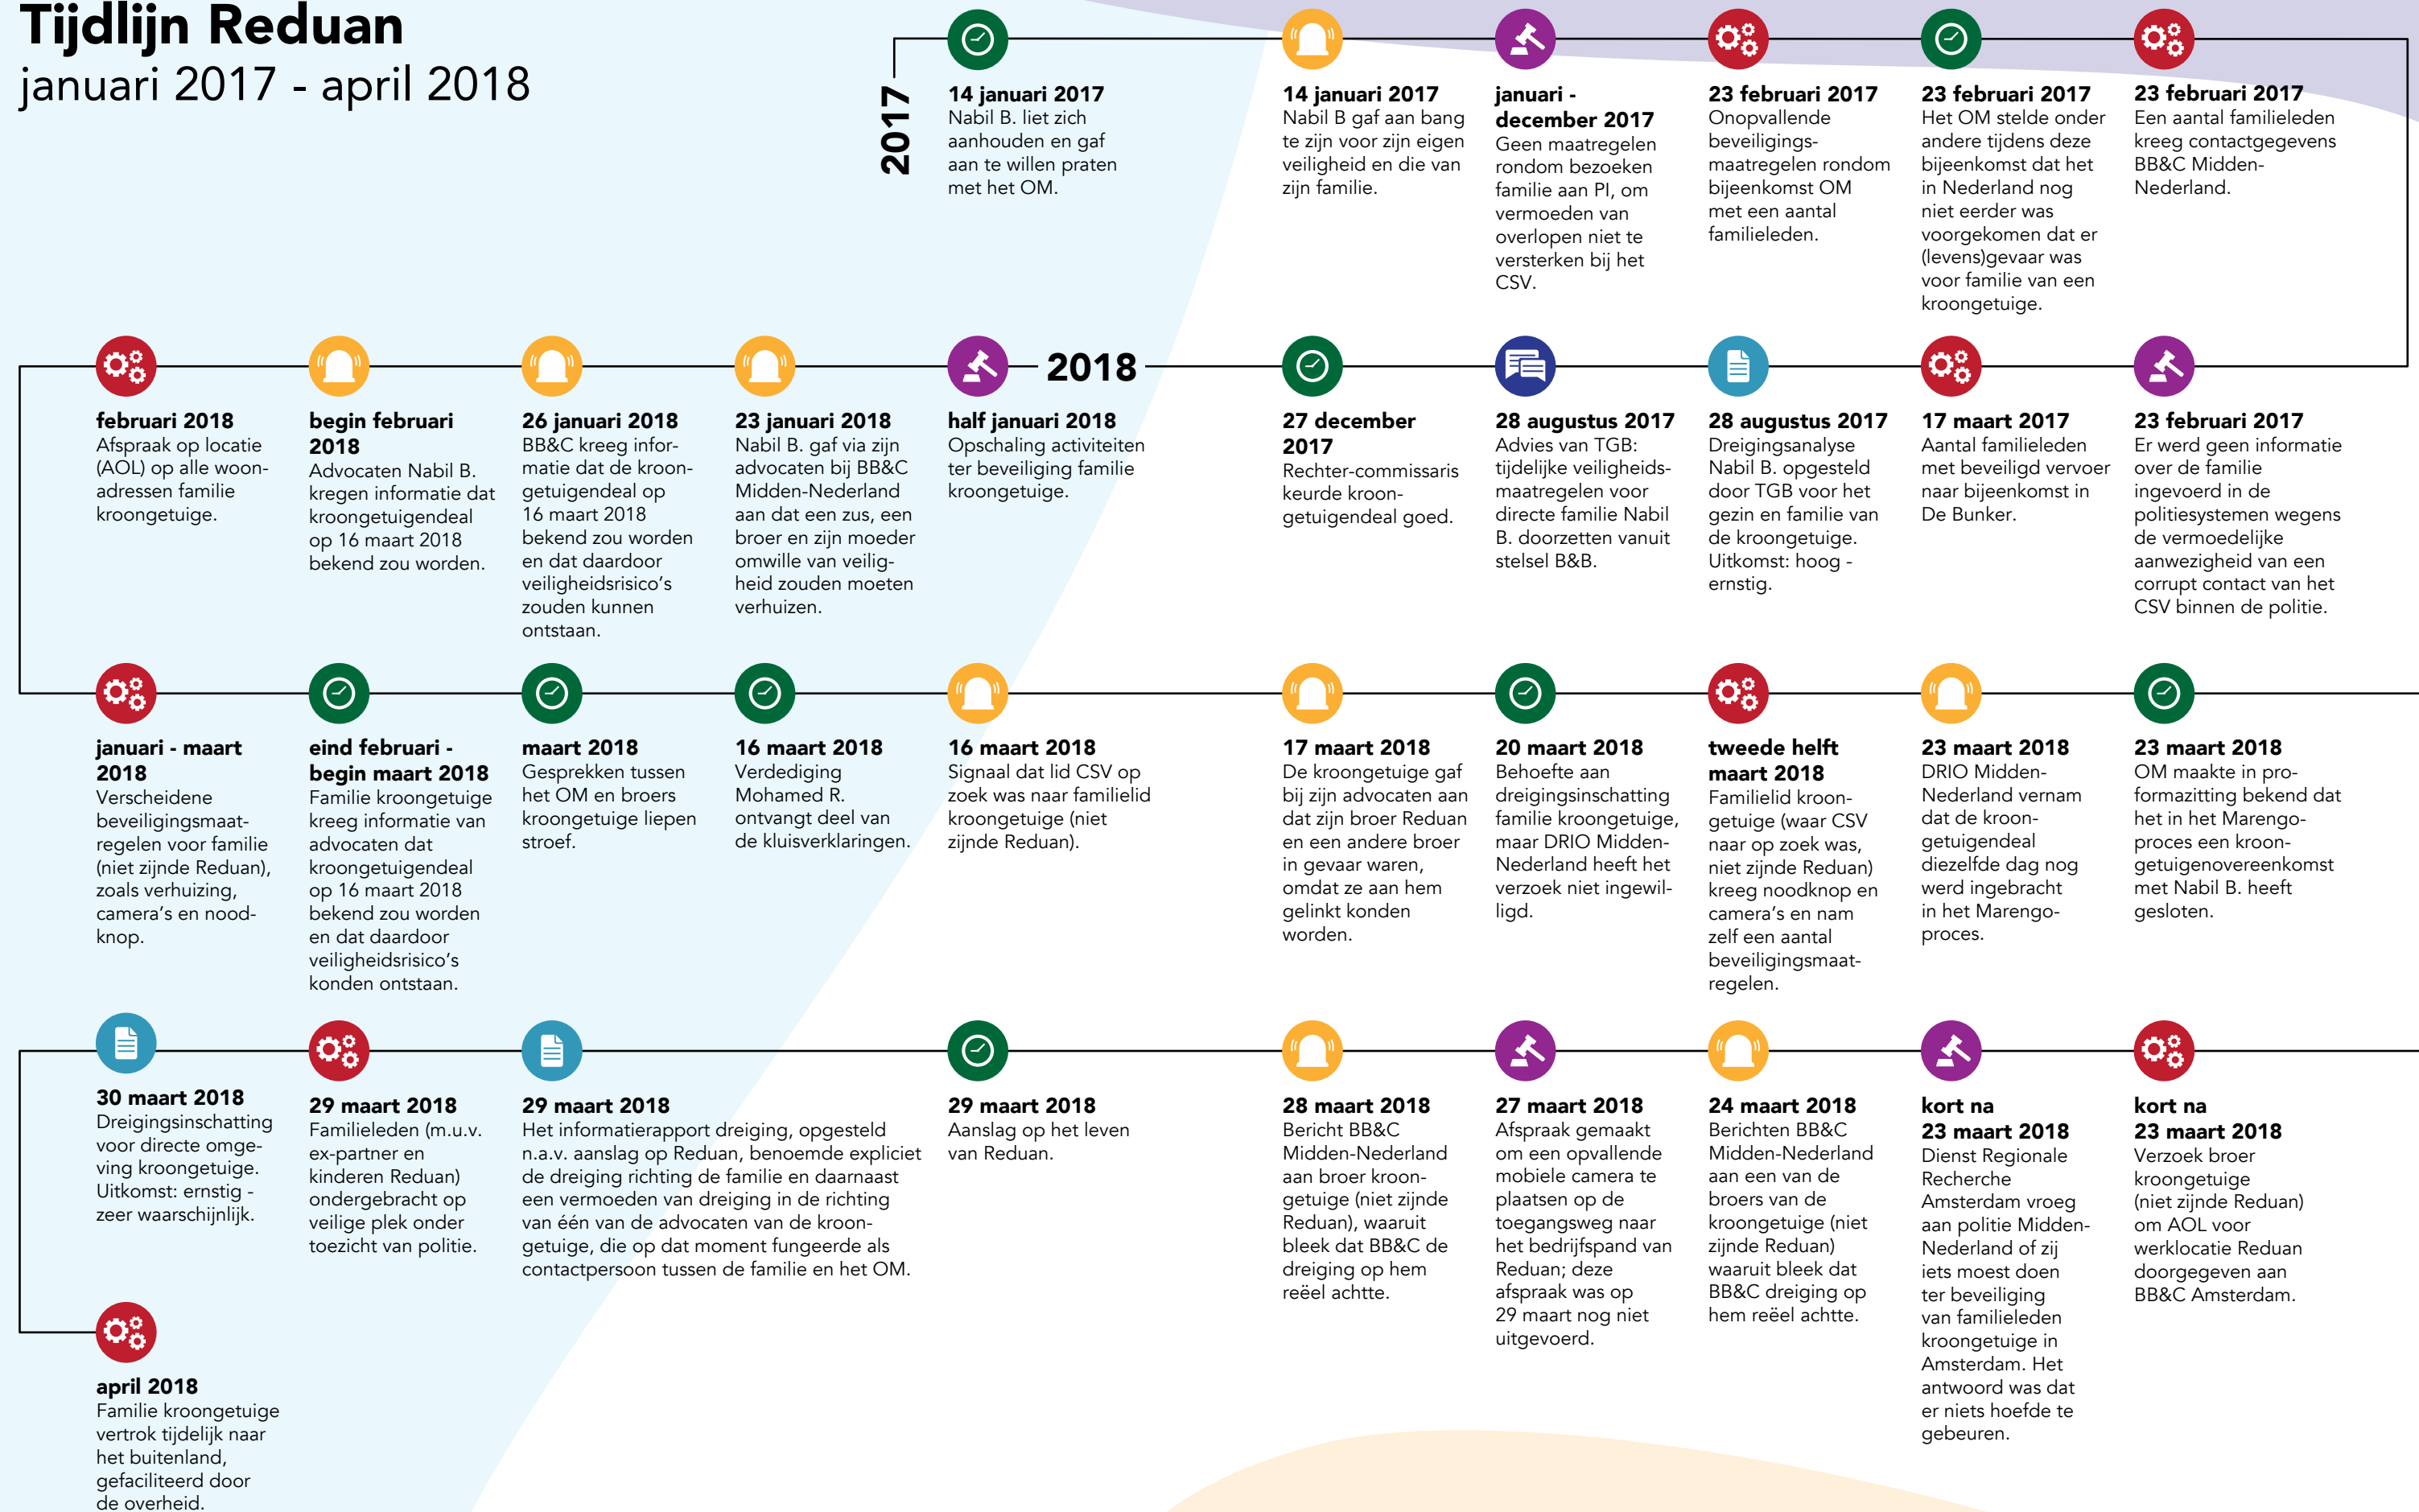 Tijdlijn Reduan
januari 2017 - april 2018
2017
14 januari 2017
Nabil B. liet zich
aanhouden en gaf
aan te willen praten
met het OM.
14 januari 2017
Nabil B gaf aan bang
te zijn voor zijn eigen
veiligheid en die van
zijn familie.
januari -
december 2017
Geen maatregelen
rondom bezoeken
familie aan PI, om
vermoeden van
overlopen niet te
versterken bij het
CSV.
23 februari 2017
Onopvallende
beveiligings-
maatregelen rondom
bijeenkomst OM
met een aantal
familieleden.
23 februari 2017
Het OM stelde onder
andere tijdens deze
bijeenkomst dat het
in Nederland nog
niet eerder was
voorgekomen dat er
(levens)gevaar was
voor familie van een
kroongetuige.
23 februari 2017
Een aantal familieleden
kreeg contactgegevens
BB&C Midden-
Nederland.
23 februari 2017
Er werd geen informatie
over de familie
ingevoerd in de
politiesystemen wegens
de vermoedelijke
aanwezigheid van een
corrupt contact van het
CSV binnen de politie.
17 maart 2017
Aantal familieleden
met beveiligd vervoer
naar bijeenkomst in
De Bunker.
28 augustus 2017
Dreigingsanalyse
Nabil B. opgesteld
door TGB voor het
gezin en familie van
de kroongetuige.
Uitkomst: hoog -
ernstig.
28 augustus 2017
Advies van TGB:
tijdelijke veiligheids-
maatregelen voor
directe familie Nabil
B. doorzetten vanuit
stelsel B&B.
27 december
2017
Rechter-commissaris
keurde kroon-
getuigendeal goed.
2018
half januari 2018
Opschaling activiteiten
ter beveiliging familie
kroongetuige.
23 januari 2018
Nabil B. gaf via zijn
advocaten bij BB&C
Midden-Nederland
aan dat een zus, een
broer en zijn moeder
omwille van veilig-
heid zouden moeten
verhuizen.
26 januari 2018
BB&C kreeg infor-
matie dat de kroon-
getuigendeal op
16 maart 2018
bekend zou worden
en dat daardoor
veiligheidsrisico's
zouden kunnen
ontstaan.
begin februari
2018
Advocaten Nabil B.
kregen informatie dat
kroongetuigendeal
op 16 maart 2018
bekend zou worden.
februari 2018
Afspraak op locatie
(AOL) op alle woon-
adressen familie
kroongetuige.
januari - maart
2018
Verscheidene
beveiligingsmaat-
regelen voor familie
(niet zijnde Reduan),
zoals verhuizing,
camera's en nood-
knop.
eind februari -
begin maart 2018
Familie kroongetuige
kreeg informatie van
advocaten dat
kroongetuigendeal
op 16 maart 2018
bekend zou worden
en dat daardoor
veiligheidsrisico's
konden ontstaan.
maart 2018
Gesprekken tussen
het OM en broers
kroongetuige liepen
stroef.
16 maart 2018
Verdediging
Mohamed R.
ontvangt deel van
de kluisverklaringen.
16 maart 2018
Signaal dat lid CSV op
zoek was naar familielid
kroongetuige (niet
zijnde Reduan).
17 maart 2018
De kroongetuige gaf
bij zijn advocaten aan
dat zijn broer Reduan
en een andere broer
in gevaar waren,
omdat ze aan hem
gelinkt konden
worden.
20 maart 2018
Behoefte aan
dreigingsinschatting
familie kroongetuige,
maar DRIO Midden-
Nederland heeft het
verzoek niet ingewil-
ligd.
tweede helft
maart 2018
Familielid kroon-
getuige (waar CSV
naar op zoek was,
niet zijnde Reduan)
kreeg noodknop en
camera's en nam
zelf een aantal
beveiligingsmaat-
regelen.
23 maart 2018
DRIO Midden-
Nederland vernam
dat de kroon-
getuigendeal
diezelfde dag nog
werd ingebracht
in het Marengo-
proces.
23 maart 2018
OM maakte in pro-
formazitting bekend dat
het in het Marengo-
proces een kroon-
getuigenovereenkomst
met Nabil B. heeft
gesloten.
kort na
23 maart 2018
Verzoek broer
kroongetuige
(niet zijnde Reduan)
om AOL voor
werklocatie Reduan
doorgegeven aan
BB&C Amsterdam.
kort na
23 maart 2018
Dienst Regionale
Recherche
Amsterdam vroeg
aan politie Midden-
Nederland of zij
iets moest doen
ter beveiliging
van familieleden
kroongetuige in
Amsterdam. Het
antwoord was dat
er niets hoefde te
gebeuren.
24 maart 2018
Berichten BB&C
Midden-Nederland
aan een van de
broers van de
kroongetuige (niet
zijnde Reduan)
waaruit bleek dat
BB&C dreiging op
hem reëel achtte.
27 maart 2018
Afspraak gemaakt
om een opvallende
mobiele camera te
plaatsen op de
toegangsweg naar
het bedrijfspand van
Reduan; deze
afspraak was op
29 maart nog niet
uitgevoerd.
28 maart 2018
Bericht BB&C
Midden-Nederland
aan broer kroon-
getuige (niet zijnde
Reduan), waaruit
bleek dat BB&C de
dreiging op hem
reëel achtte.
29 maart 2018
Aanslag op het leven
van Reduan.
29 maart 2018
Het informatierapport dreiging, opgesteld
n.a.v. aanslag op Reduan, benoemde expliciet
de dreiging richting de familie en daarnaast
een vermoeden van dreiging in de richting
van één van de advocaten van de kroon-
getuige, die op dat moment fungeerde als
contactpersoon tussen de familie en het OM.
29 maart 2018
Familieleden (m.u.v.
ex-partner en
kinderen Reduan)
ondergebracht op
veilige plek onder
toezicht van politie.
30 maart 2018
Dreigingsinschatting
voor directe omge-
ving kroongetuige.
Uitkomst: ernstig -
zeer waarschijnlijk.
april 2018
Familie kroongetuige
vertrok tijdelijk naar
het buitenland,
gefaciliteerd door
de overheid.